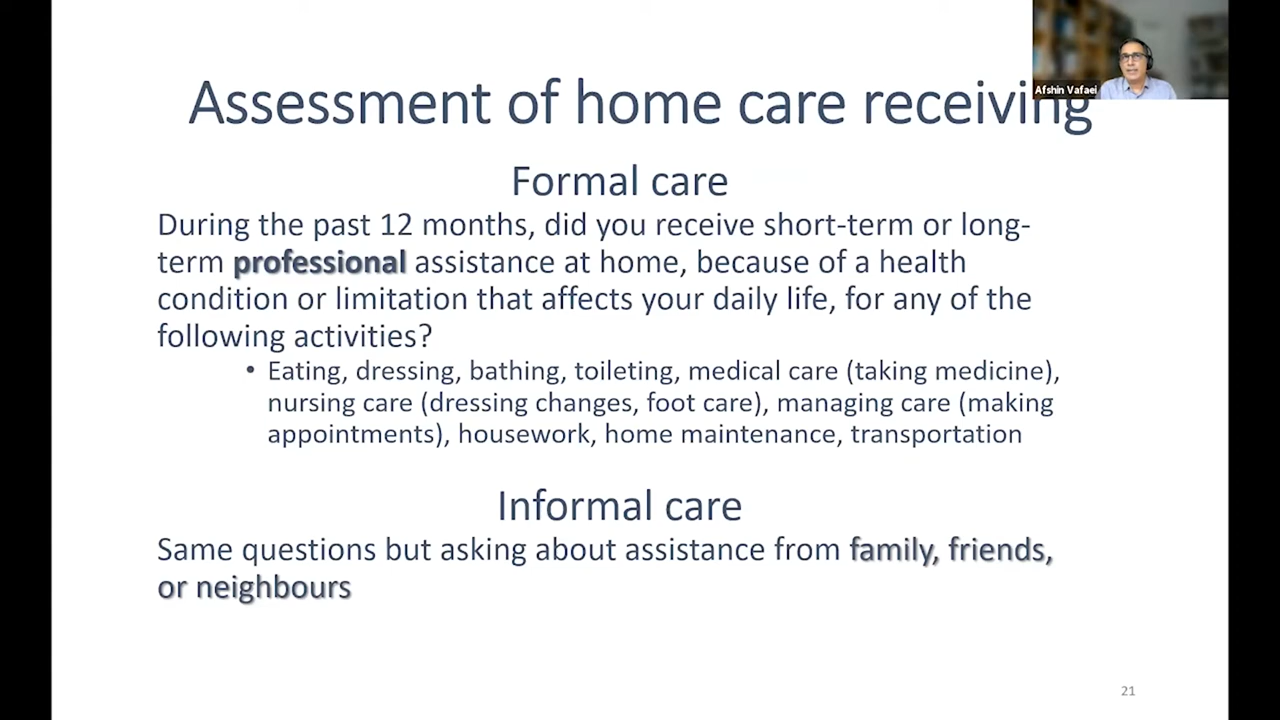 Afshin Vafaei
Assessment of home care receiving
Formal care
During the past 12 months, did you receive short-term or long-
term professional assistance at home, because of a health
condition or limitation that affects your daily life, for any of the
following activities?
• Eating, dressing, bathing, toileting, medical care (taking medicine),
nursing care (dressing changes, foot care), managing care (making
appointments), housework, home maintenance, transportation
Informal care
Same questions but asking about assistance from family, friends,
or neighbours
21